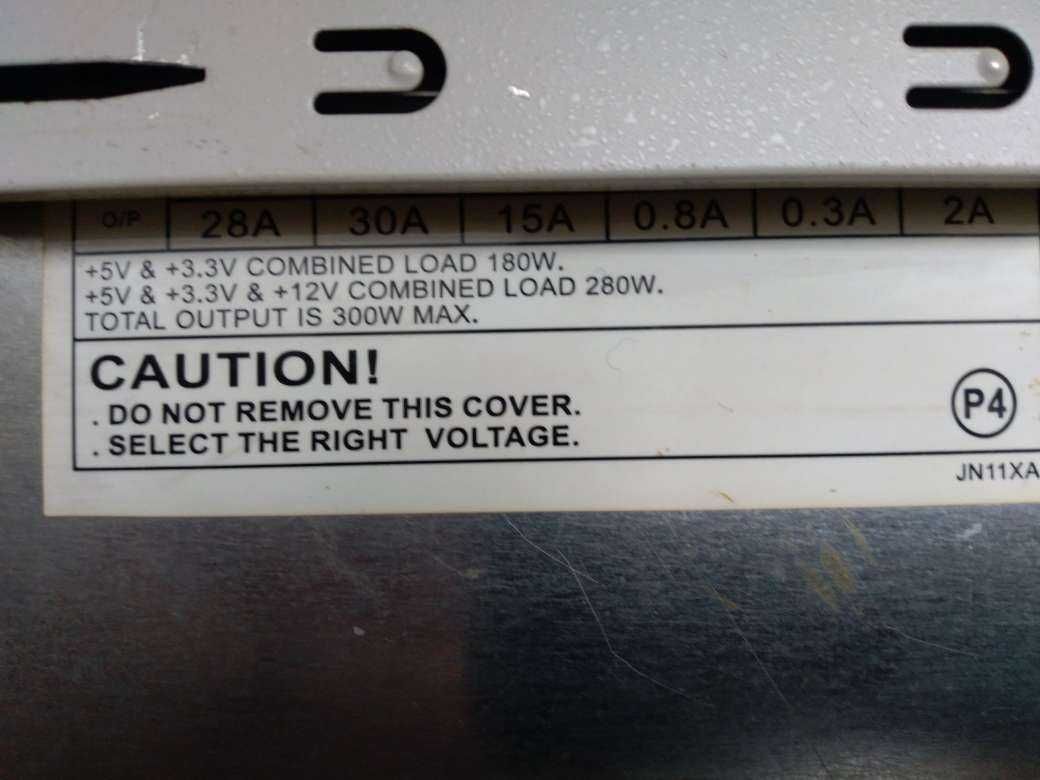 O/P 28A 30A 15A 0.8A 0.3A 2A
+5V & +3.3V COMBINED LOAD 180W.
+5V & +3.3V & +12V COMBINED LOAD 280W.
TOTAL OUTPUT IS 300W MAX.
CAUTION!
. DO NOT REMOVE THIS COVER.
. SELECT THE RIGHT VOLTAGE.
P4
JN11XA